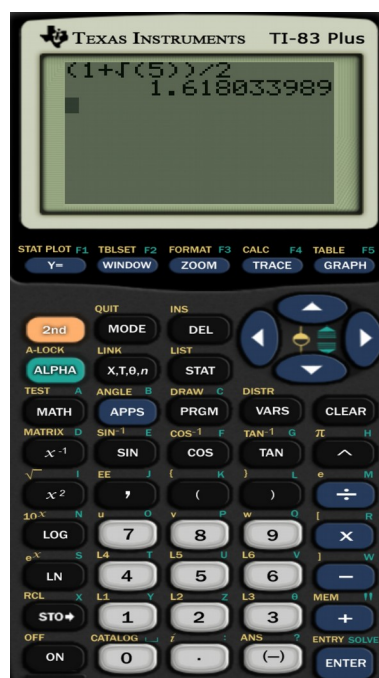 TEXAS INSTRUMENTS TI-83 Plus
(1+√(5))/2
1.618033989
STAT PLOT F1 TBLSET F2 FORMAT F3 CALC F4 TABLE F5
Y= WINDOW ZOOM TRACE GRAPH
QUIT INS
2nd MODE DEL
A-LOCK LINK LIST
ALPHA X,T,θ,n STAT
TEST A ANGLE B DRAW C DISTR
MATH APPS PRGM VARS CLEAR
MATRIX D SIN⁻¹ E COS⁻¹ F TAN⁻¹ G π H
x⁻¹ SIN COS TAN ^
√ I EE J { K } L e M
x² , ( ) ÷
10ˣ N u O v P w Q [ R
LOG 7 8 9 ×
eˣ S L4 T L5 U L6 V ] W
LN 4 5 6 −
RCL X L1 Y L2 Z L3 θ MEM "
STO➔ 1 2 3 +
OFF CATALOG ⎵ i : ANS ? ENTRY SOLVE
ON 0 . (−) ENTER